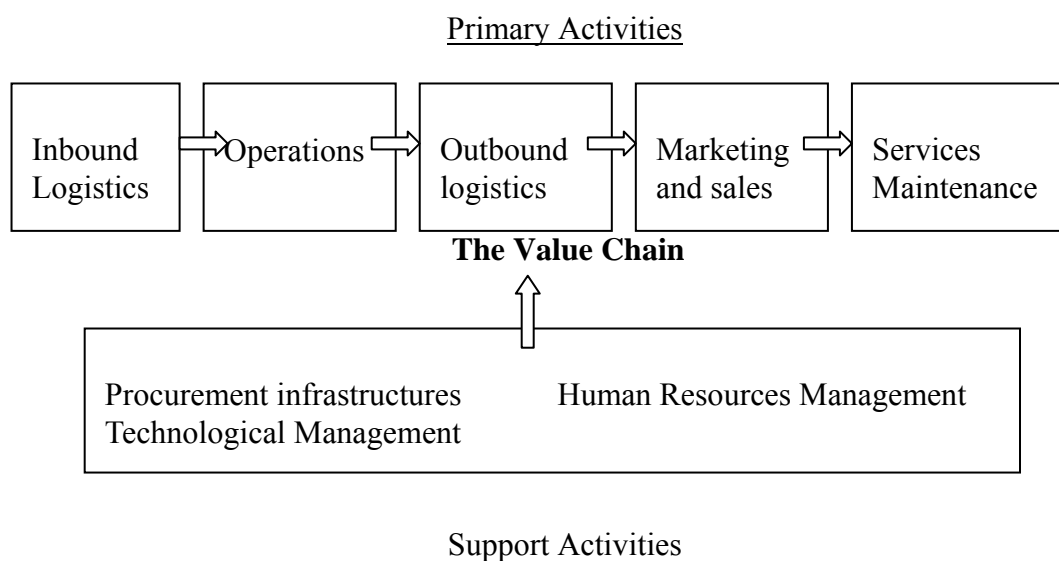 Primary Activities
Inbound Logistics
Operations
Outbound logistics
Marketing and sales
Services Maintenance
The Value Chain
Procurement infrastructures Human Resources Management
Technological Management
Support Activities